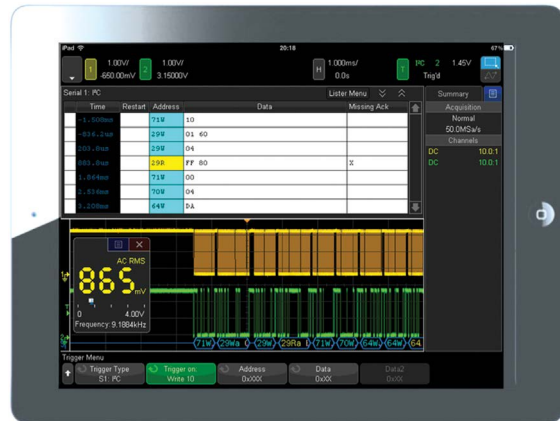 iPad 20:18 67%
1 1.00V/ 2 1.00V/ H 1.000ms/ T I²C 2 1.45V
-650.00mV 3.15000V 0.0s Trig'd
Serial 1: I²C Lister Menu Summary
Time Restart Address Data Missing Ack Acquisition
-1.508ms 71W 10 Normal
-836.2us 29W 01 60 50.0MSa/s
203.8us 29W 04 Channels
883.8us 29R FF 80 X DC 10.0:1
1.864ms 71W 00 DC 10.0:1
2.536ms 70W 04
3.208ms 64W DA
AC RMS
865 mV
0 4.00V
Frequency: 9.1884kHz
71W 29Wa 29W 29Ra 71W 70W 64W 64W 64
Trigger Menu
Trigger Type Trigger on: Address Data Data2
S1: I²C Write 10 0xXX 0xXX 0xXX